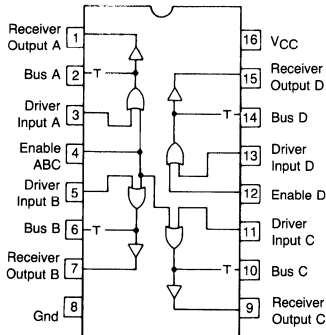 Receiver
Output A
1
Bus A
2
T
Driver
Input A
3
Enable
ABC
4
Driver
Input B
5
Bus B
6
T
Receiver
Output B
7
Gnd
8
16
VCC
15
Receiver
Output D
T
14
Bus D
13
Driver
Input D
12
Enable D
11
Driver
Input C
T
10
Bus C
9
Receiver
Output C